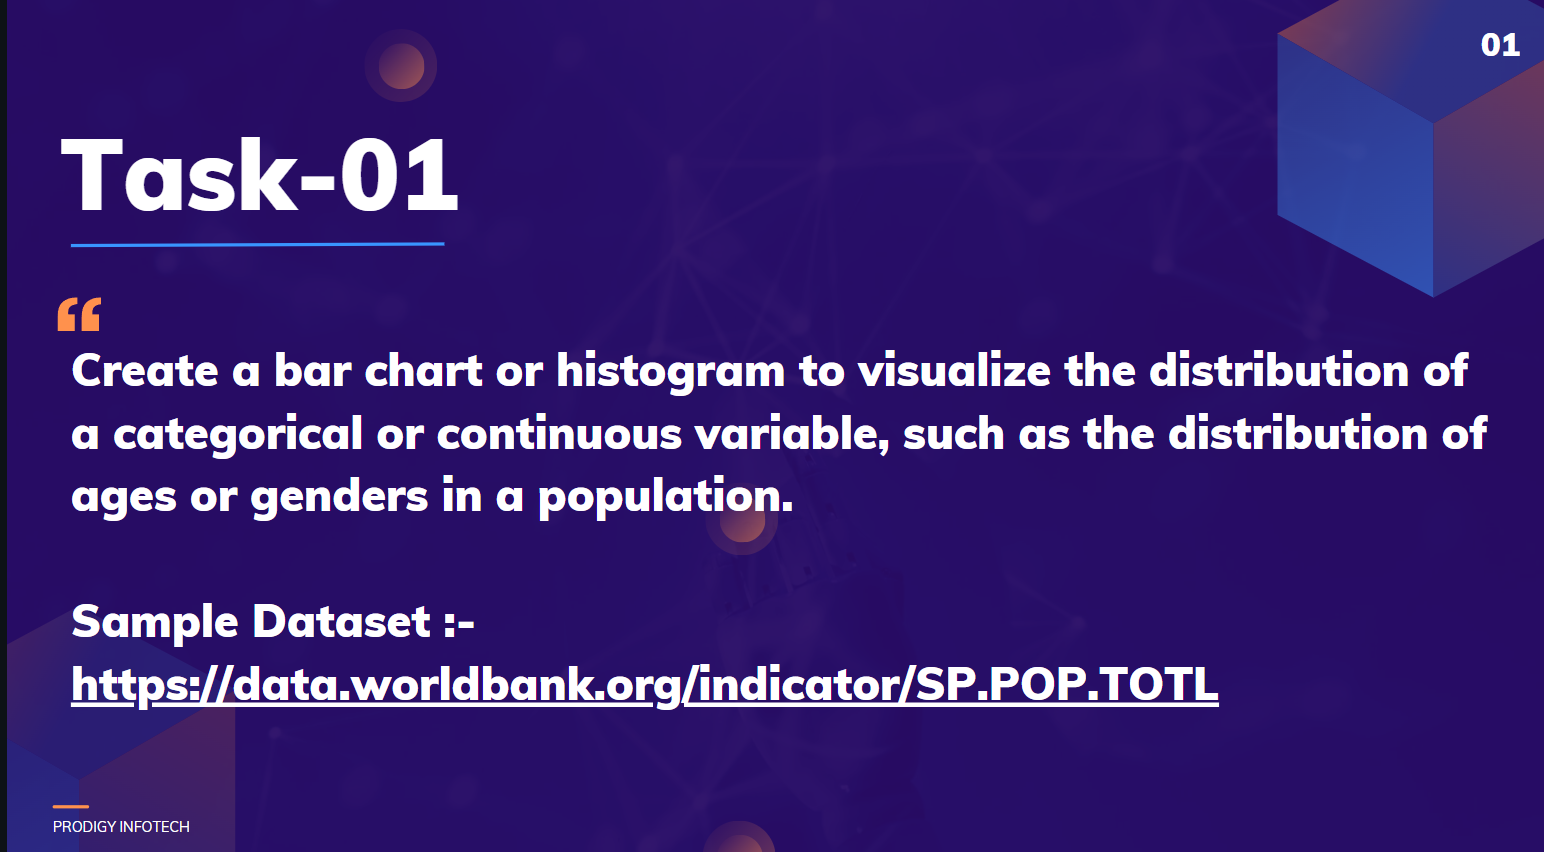 01
Task-01
“
Create a bar chart or histogram to visualize the distribution of
a categorical or continuous variable, such as the distribution of
ages or genders in a population.
Sample Dataset :-
https://data.worldbank.org/indicator/SP.POP.TOTL
PRODIGY INFOTECH